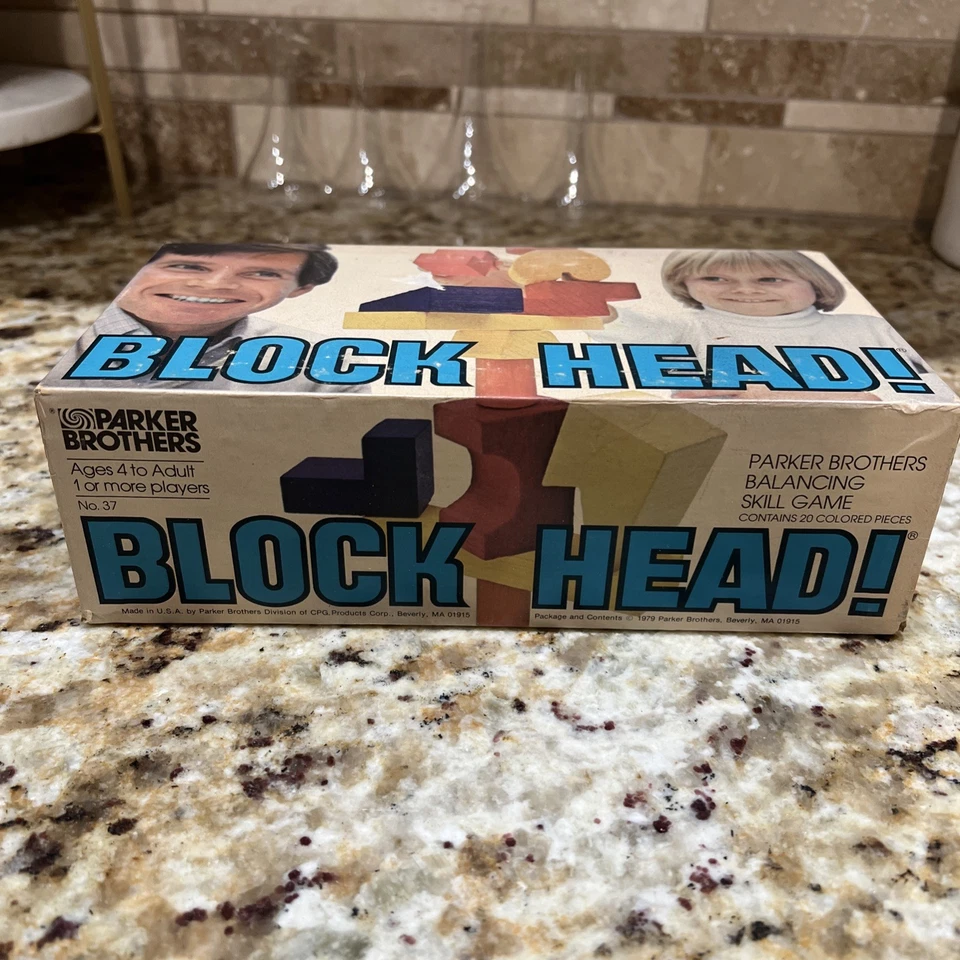 BLOCK HEAD!®
® PARKER
BROTHERS
Ages 4 to Adult
1 or more players
No. 37
PARKER BROTHERS
BALANCING
SKILL GAME
CONTAINS 20 COLORED PIECES
BLOCK HEAD!®
Made in U.S.A. by Parker Brothers Division of CPG Products Corp., Beverly, MA 01915
Package and Contents © 1979 Parker Brothers, Beverly, MA 01915